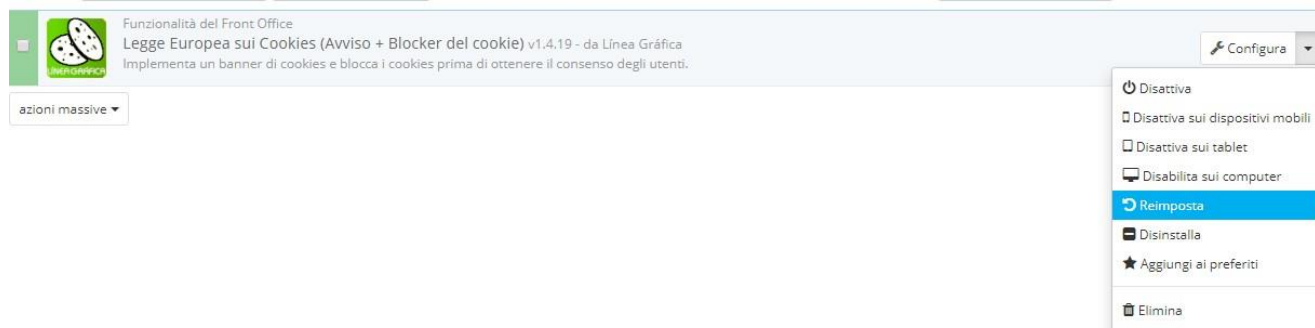 Funzionalità del Front Office
Legge Europea sui Cookies (Avviso + Blocker del cookie) v1.4.19 - da Línea Gráfica
Implementa un banner di cookies e blocca i cookies prima di ottenere il consenso degli utenti.
LÍNEA GRÁFICA
Configura
azioni massive
Disattiva
Disattiva sui dispositivi mobili
Disattiva sui tablet
Disabilita sui computer
Reimposta
Disinstalla
Aggiungi ai preferiti
Elimina